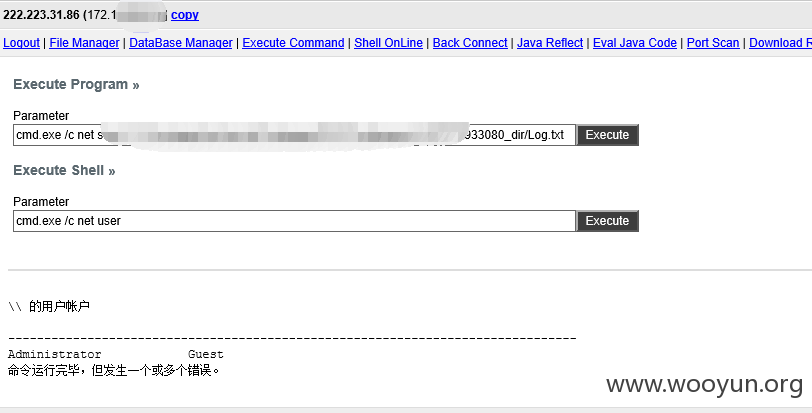 222.223.31.86 (172.1 copy
Logout | File Manager | DataBase Manager | Execute Command | Shell OnLine | Back Connect | Java Reflect | Eval Java Code | Port Scan | Download R
Execute Program »
Parameter
cmd.exe /c net s 933080_dir/Log.txt Execute
Execute Shell »
Parameter
cmd.exe /c net user Execute
\\ 的用户帐户
-------------------------------------------------------------------------------
Administrator Guest
命令运行完毕，但发生一个或多个错误。
www.wooyun.org